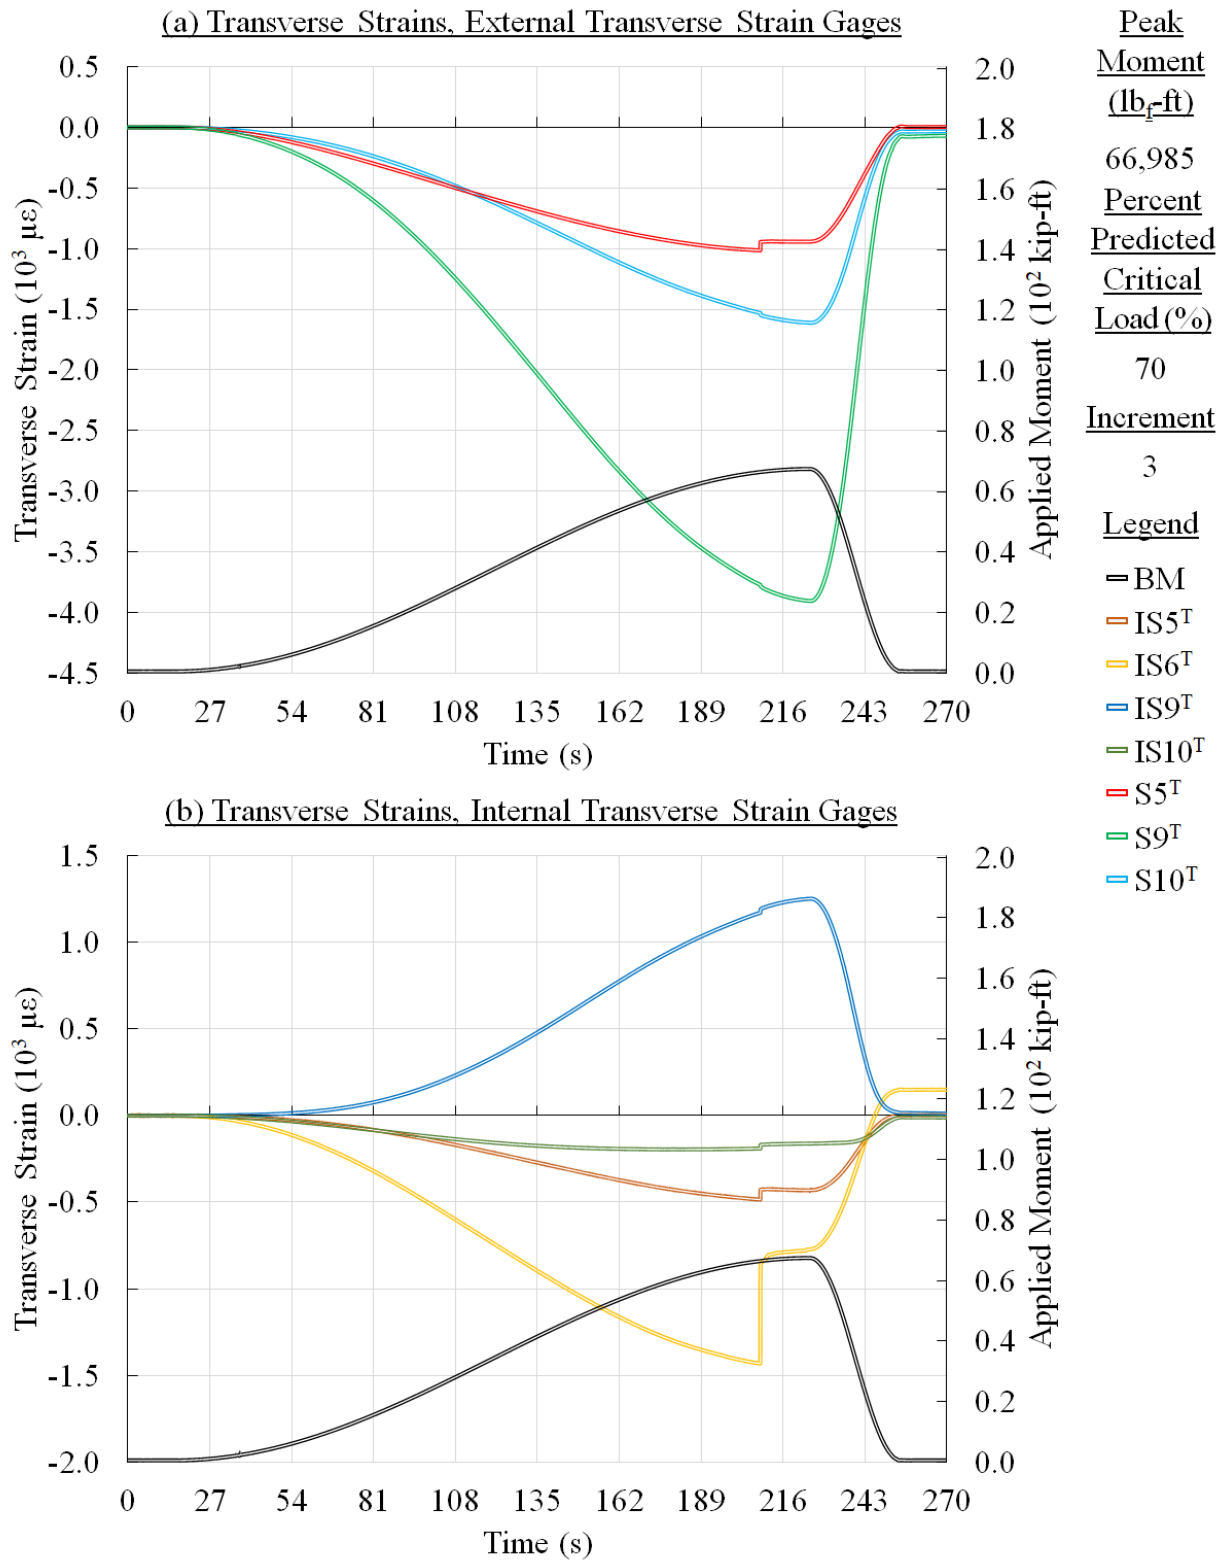 (a) Transverse Strains, External Transverse Strain Gages
0.5
0.0
-0.5
-1.0
-1.5
-2.0
-2.5
-3.0
-3.5
-4.0
-4.5
Transverse Strain (10³ με)
2.0
1.8
1.6
1.4
1.2
1.0
0.8
0.6
0.4
0.2
0.0
Applied Moment (10² kip-ft)
0 27 54 81 108 135 162 189 216 243 270
Time (s)
Peak
Moment
(lb_f-ft)
66,985
Percent
Predicted
Critical
Load (%)
70
Increment
3
Legend
BM
IS5ᵀ
IS6ᵀ
IS9ᵀ
IS10ᵀ
S5ᵀ
S9ᵀ
S10ᵀ
(b) Transverse Strains, Internal Transverse Strain Gages
1.5
1.0
0.5
0.0
-0.5
-1.0
-1.5
-2.0
Transverse Strain (10³ με)
2.0
1.8
1.6
1.4
1.2
1.0
0.8
0.6
0.4
0.2
0.0
Applied Moment (10² kip-ft)
0 27 54 81 108 135 162 189 216 243 270
Time (s)